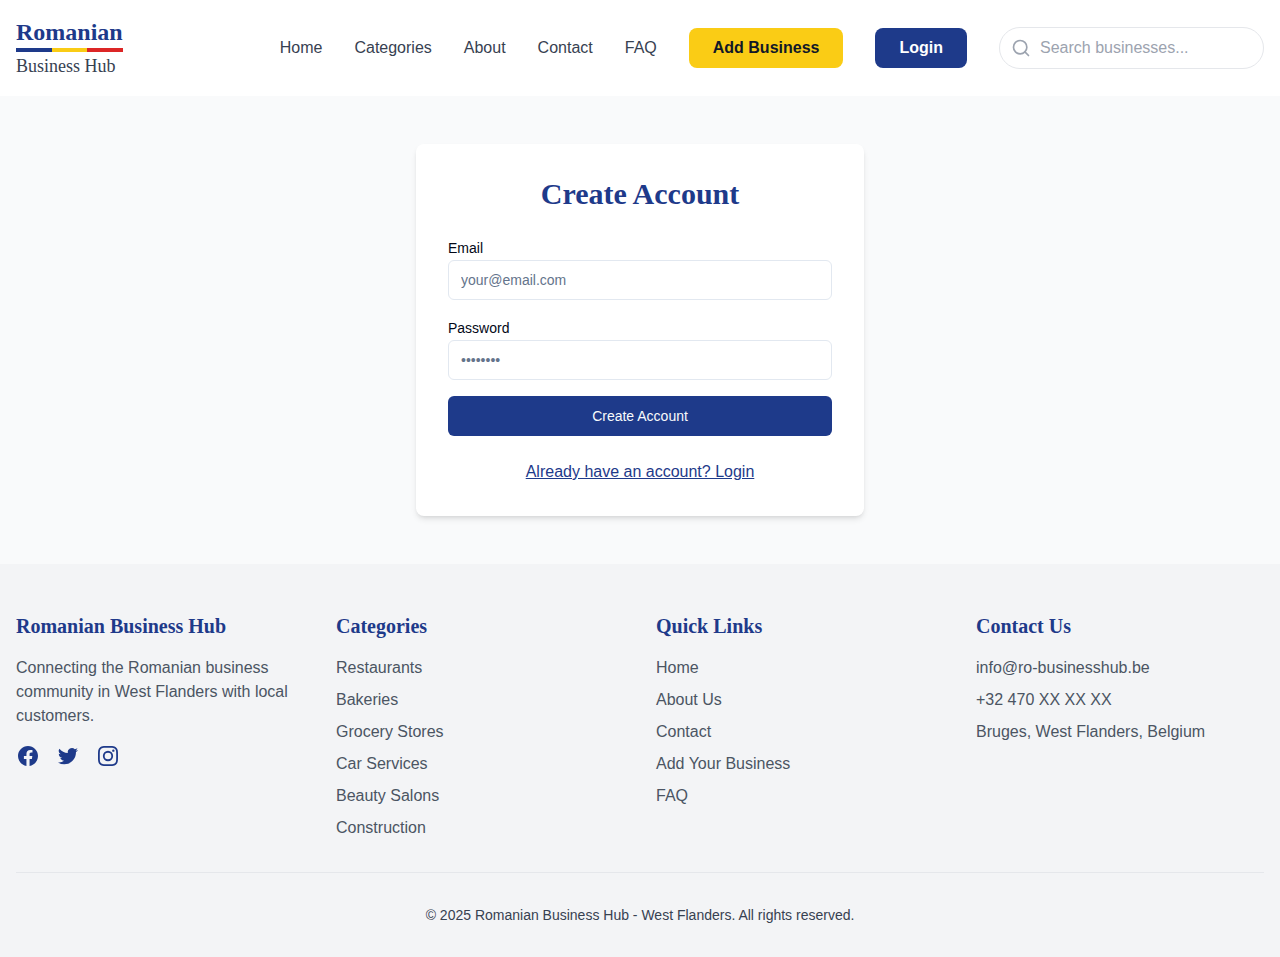 Romanian
Business Hub
Home
Categories
About
Contact
FAQ
Add Business
Login
Search businesses...
Create Account
Email
your@email.com
Password
••••••••
Create Account
Already have an account? Login
Romanian Business Hub
Connecting the Romanian business
community in West Flanders with local
customers.
Categories
Restaurants
Bakeries
Grocery Stores
Car Services
Beauty Salons
Construction
Quick Links
Home
About Us
Contact
Add Your Business
FAQ
Contact Us
info@ro-businesshub.be
+32 470 XX XX XX
Bruges, West Flanders, Belgium
© 2025 Romanian Business Hub - West Flanders. All rights reserved.